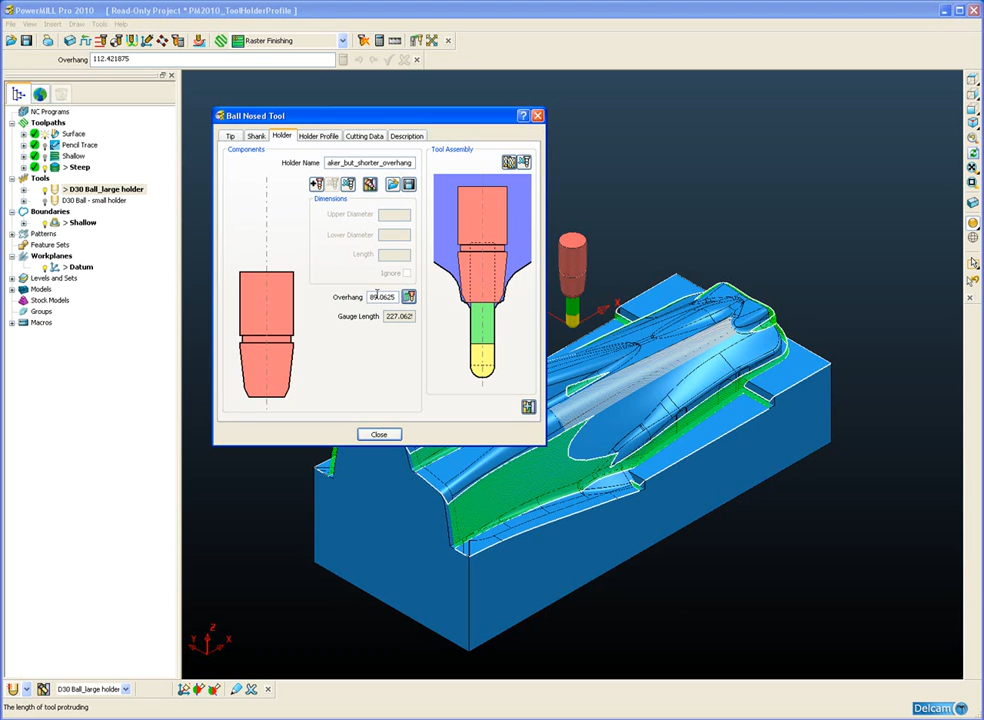 PowerMILL Pro 2010    [ Read-Only Project * PM2010_ToolHolderProfile ]
File View Insert Draw Tools Help
Raster Finishing
Overhang 112.421875
NC Programs
Toolpaths
Surface
Pencil Trace
Shallow
> Steep
Tools
> D30 Ball_large holder
D30 Ball - small holder
Boundaries
> Shallow
Patterns
Feature Sets
Workplanes
> Datum
Levels and Sets
Models
Stock Models
Groups
Macros
Ball Nosed Tool
Tip Shank Holder Holder Profile Cutting Data Description
Components
Holder Name aker_but_shorter_overhang
Dimensions
Upper Diameter
Lower Diameter
Length
Ignore
Overhang 89.0625
Gauge Length 227.062
Tool Assembly
Close
X
Z
Y X
D30 Ball_large holder
The length of tool protruding
Delcam